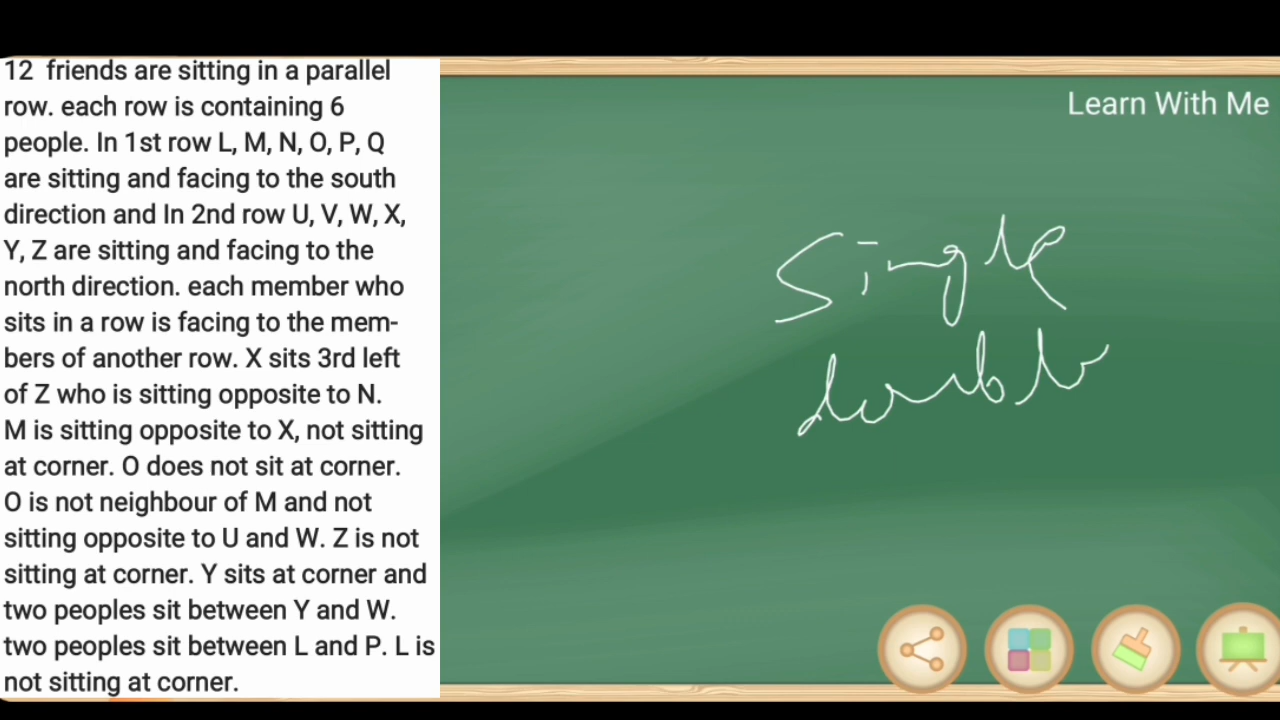 12 friends are sitting in a parallel
row. each row is containing 6
people. In 1st row L, M, N, O, P, Q
are sitting and facing to the south
direction and In 2nd row U, V, W, X,
Y, Z are sitting and facing to the
north direction. each member who
sits in a row is facing to the mem-
bers of another row. X sits 3rd left
of Z who is sitting opposite to N.
M is sitting opposite to X, not sitting
at corner. O does not sit at corner.
O is not neighbour of M and not
sitting opposite to U and W. Z is not
sitting at corner. Y sits at corner and
two peoples sit between Y and W.
two peoples sit between L and P. L is
not sitting at corner.
Learn With Me
Single